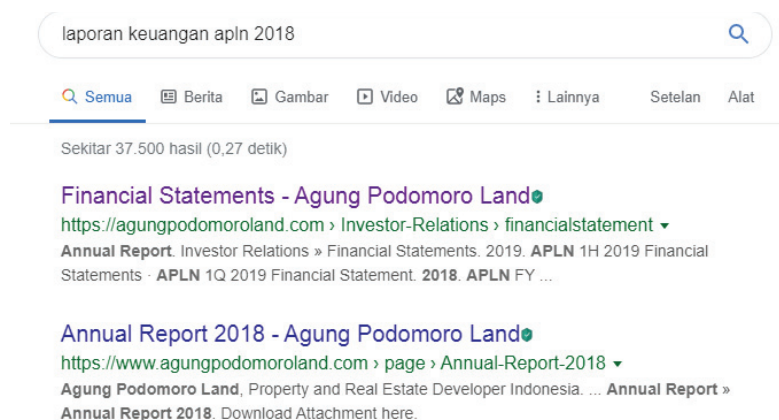 laporan keuangan apln 2018
Semua Berita Gambar Video Maps Lainnya Setelan Alat
Sekitar 37.500 hasil (0,27 detik)
Financial Statements - Agung Podomoro Land
https://agungpodomoroland.com › Investor-Relations › financialstatement
Annual Report. Investor Relations » Financial Statements. 2019. APLN 1H 2019 Financial
Statements · APLN 1Q 2019 Financial Statement. 2018. APLN FY ...
Annual Report 2018 - Agung Podomoro Land
https://www.agungpodomoroland.com › page › Annual-Report-2018
Agung Podomoro Land, Property and Real Estate Developer Indonesia. ... Annual Report »
Annual Report 2018. Download Attachment here.